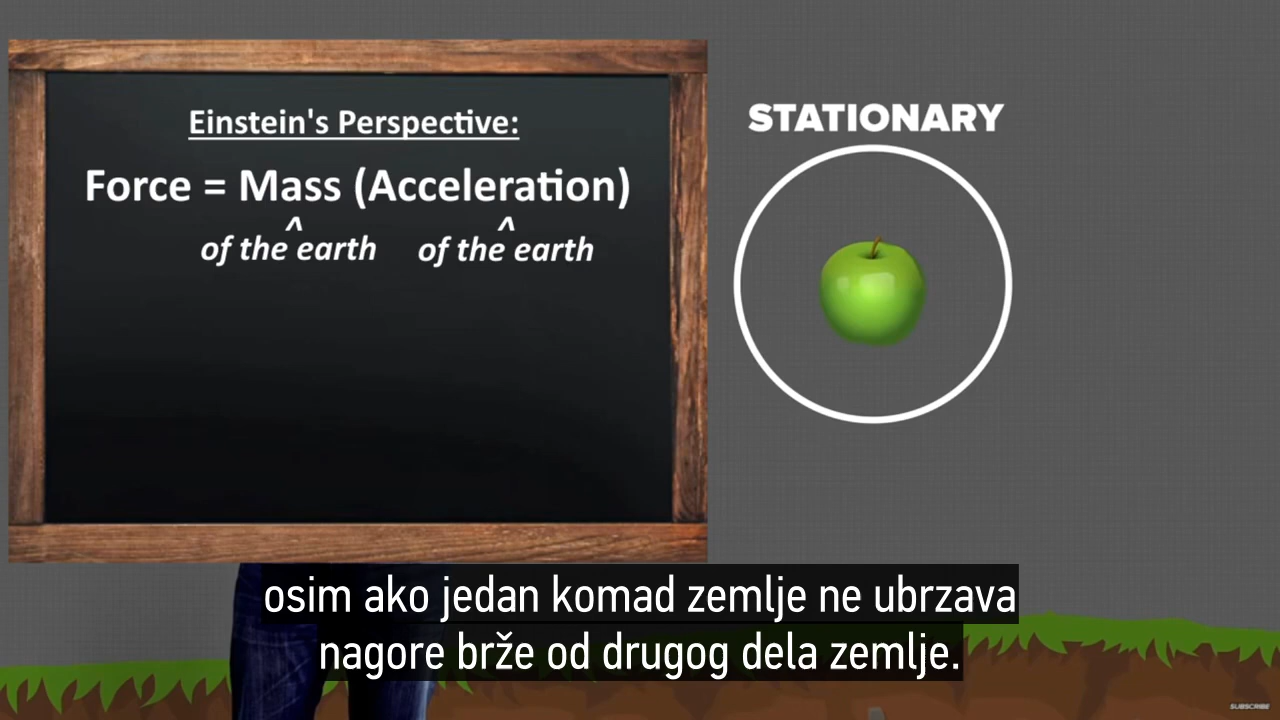 Einstein's Perspective:
Force = Mass (Acceleration)
^ ^
of the earth of the earth
STATIONARY
osim ako jedan komad zemlje ne ubrzava
nagore brže od drugog dela zemlje.
SUBSCRIBE